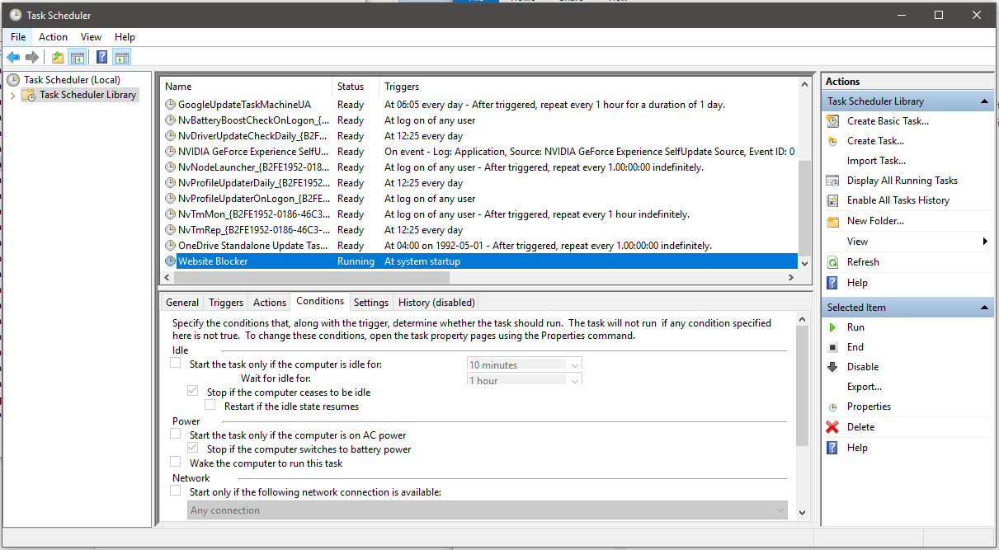 Task Scheduler
File Action View Help
Task Scheduler (Local)
Task Scheduler Library
Name Status Triggers
GoogleUpdateTaskMachineUA Ready At 06:05 every day - After triggered, repeat every 1 hour for a duration of 1 day.
NvBatteryBoostCheckOnLogon_{... Ready At log on of any user
NvDriverUpdateCheckDaily_{B2F... Ready At 12:25 every day
NVIDIA GeForce Experience SelfU... Ready On event - Log: Application, Source: NVIDIA GeForce Experience SelfUpdate Source, Event ID: 0
NvNodeLauncher_{B2FE1952-018... Ready At log on of any user - After triggered, repeat every 1.00:00:00 indefinitely.
NvProfileUpdaterDaily_{B2FE1952... Ready At 12:25 every day
NvProfileUpdaterOnLogon_{B2FE... Ready At log on of any user
NvTmMon_{B2FE1952-0186-46C3... Ready At log on of any user - After triggered, repeat every 1 hour indefinitely.
NvTmRep_{B2FE1952-0186-46C3-... Ready At 12:25 every day
OneDrive Standalone Update Tas... Ready At 04:00 on 1992-05-01 - After triggered, repeat every 1.00:00:00 indefinitely.
Website Blocker Running At system startup
General Triggers Actions Conditions Settings History (disabled)
Specify the conditions that, along with the trigger, determine whether the task should run. The task will not run if any condition specified
here is not true. To change these conditions, open the task property pages using the Properties command.
Idle
Start the task only if the computer is idle for: 10 minutes
Wait for idle for: 1 hour
Stop if the computer ceases to be idle
Restart if the idle state resumes
Power
Start the task only if the computer is on AC power
Stop if the computer switches to battery power
Wake the computer to run this task
Network
Start only if the following network connection is available:
Any connection
Actions
Task Scheduler Library
Create Basic Task...
Create Task...
Import Task...
Display All Running Tasks
Enable All Tasks History
New Folder...
View
Refresh
Help
Selected Item
Run
End
Disable
Export...
Properties
Delete
Help